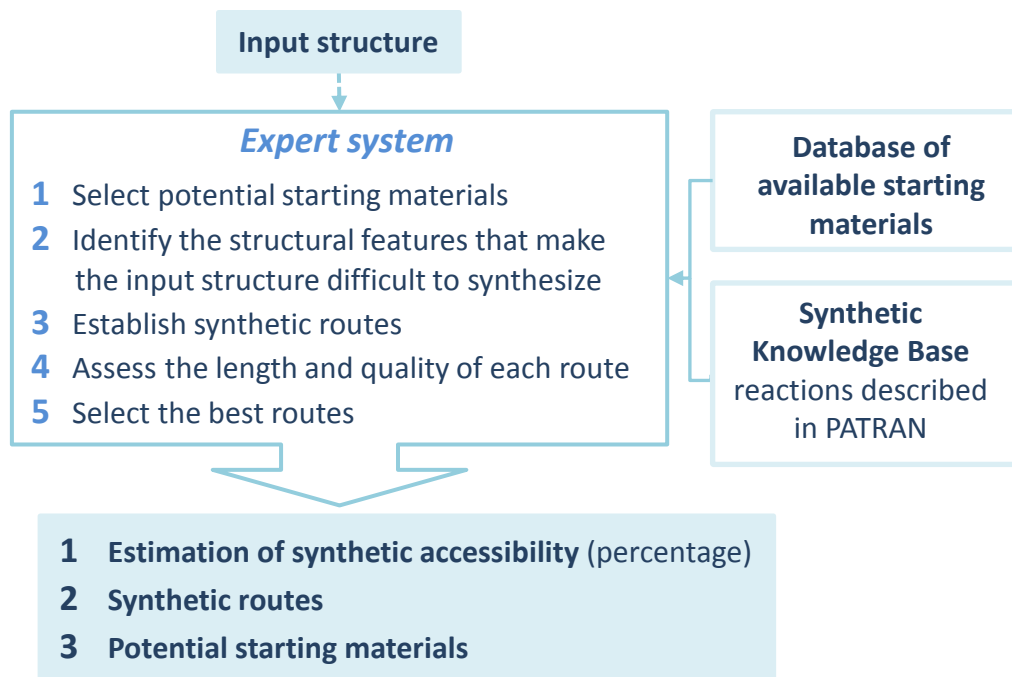 Input structure
Expert system
1 Select potential starting materials
2 Identify the structural features that make
the input structure difficult to synthesize
3 Establish synthetic routes
4 Assess the length and quality of each route
5 Select the best routes
Database of
available starting
materials
Synthetic
Knowledge Base
reactions described
in PATRAN
1 Estimation of synthetic accessibility (percentage)
2 Synthetic routes
3 Potential starting materials